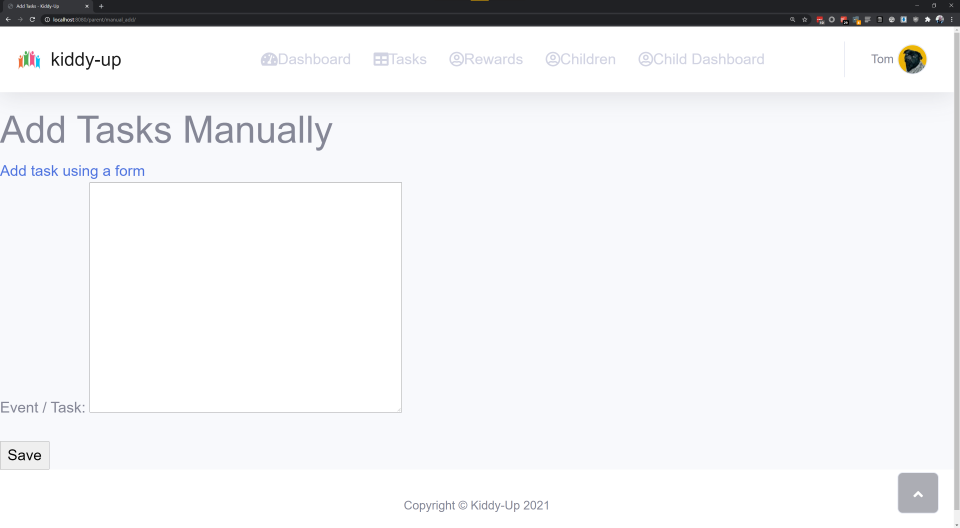 Add Tasks - Kiddy-Up
localhost:8080/parent/manual_add/
kiddy-up
Dashboard
Tasks
Rewards
Children
Child Dashboard
Tom
Add Tasks Manually
Add task using a form
Event / Task:
Save
Copyright © Kiddy-Up 2021